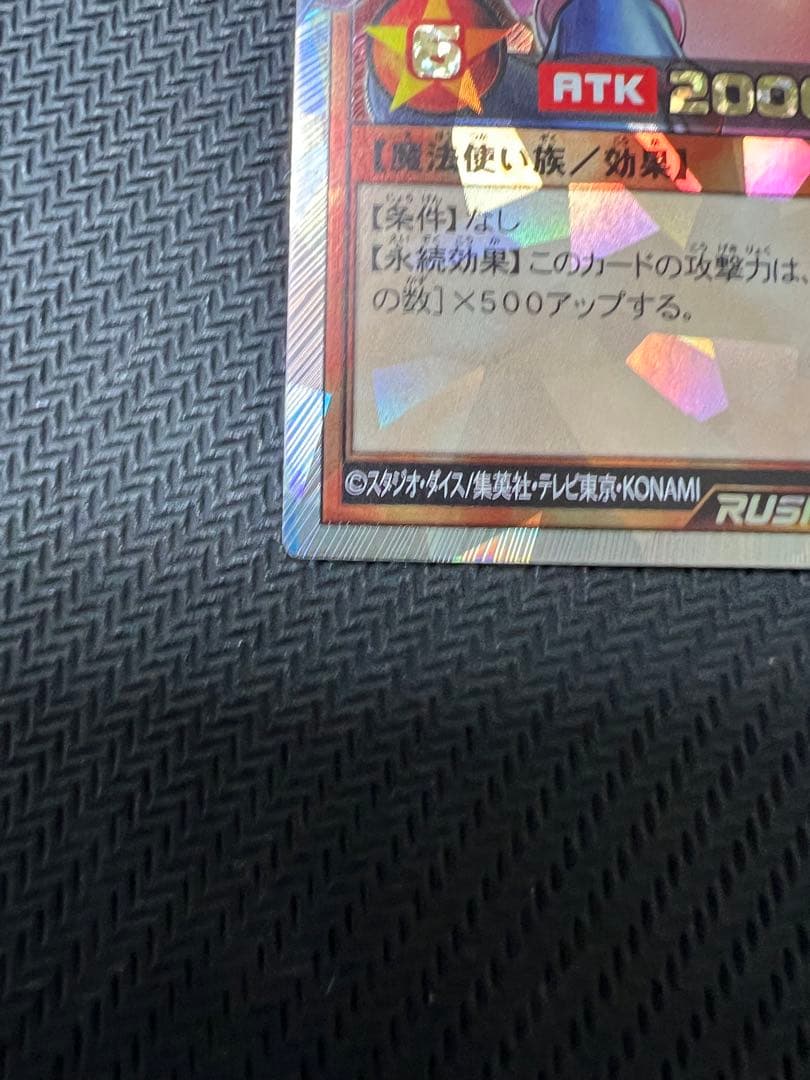 6
ATK 2000
【魔法使い族／効果】
【条件】なし
【永続効果】このカードの攻撃力は、
の数]×500アップする。
©スタジオ・ダイス/集英社・テレビ東京・KONAMI
RUSH